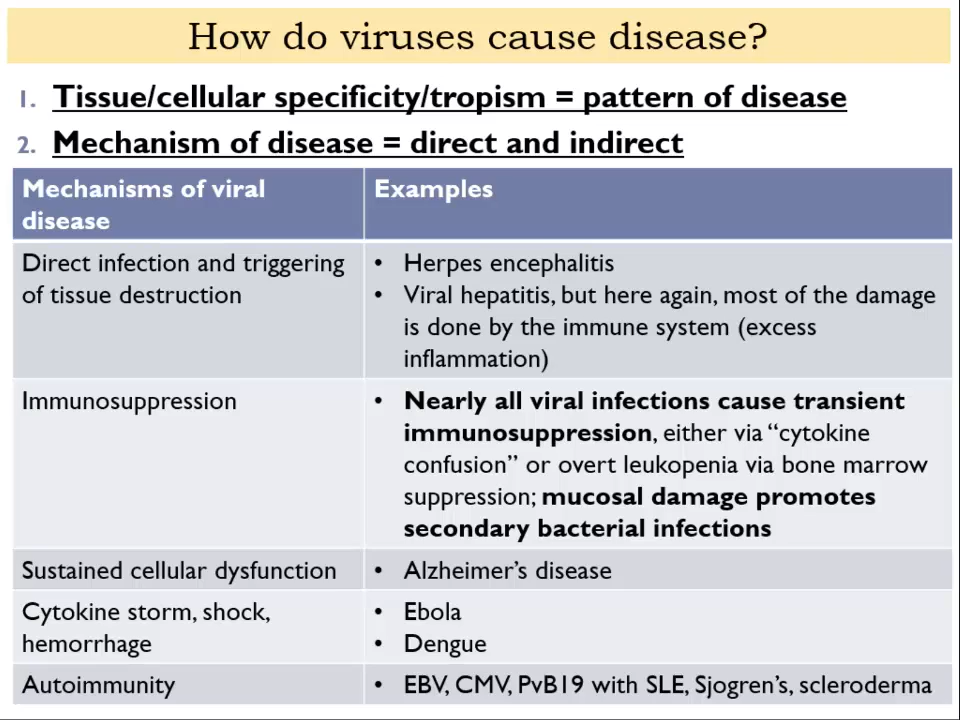 How do viruses cause disease?
1. Tissue/cellular specificity/tropism = pattern of disease
2. Mechanism of disease = direct and indirect
Mechanisms of viral
disease
Examples
Direct infection and triggering
of tissue destruction
• Herpes encephalitis
• Viral hepatitis, but here again, most of the damage
is done by the immune system (excess
inflammation)
Immunosuppression
• Nearly all viral infections cause transient
immunosuppression, either via “cytokine
confusion” or overt leukopenia via bone marrow
suppression; mucosal damage promotes
secondary bacterial infections
Sustained cellular dysfunction
• Alzheimer’s disease
Cytokine storm, shock,
hemorrhage
• Ebola
• Dengue
Autoimmunity
• EBV, CMV, PvB19 with SLE, Sjogren’s, scleroderma